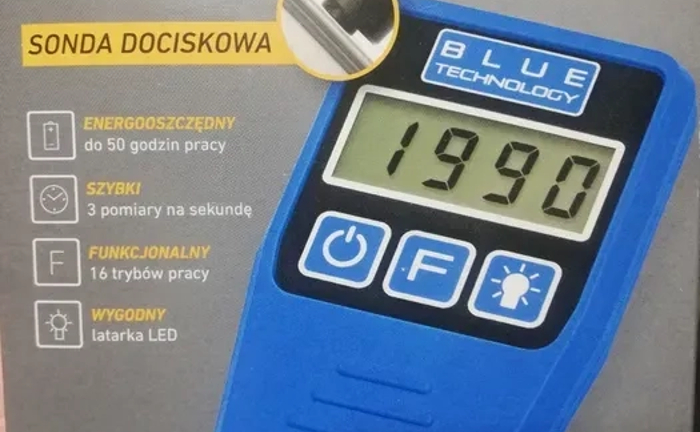 SONDA DOCISKOWA
BLUE
TECHNOLOGY
1990
F
ENERGOOSZCZĘDNY
do 50 godzin pracy
SZYBKI
3 pomiary na sekundę
F
FUNKCJONALNY
16 trybów pracy
WYGODNY
latarka LED